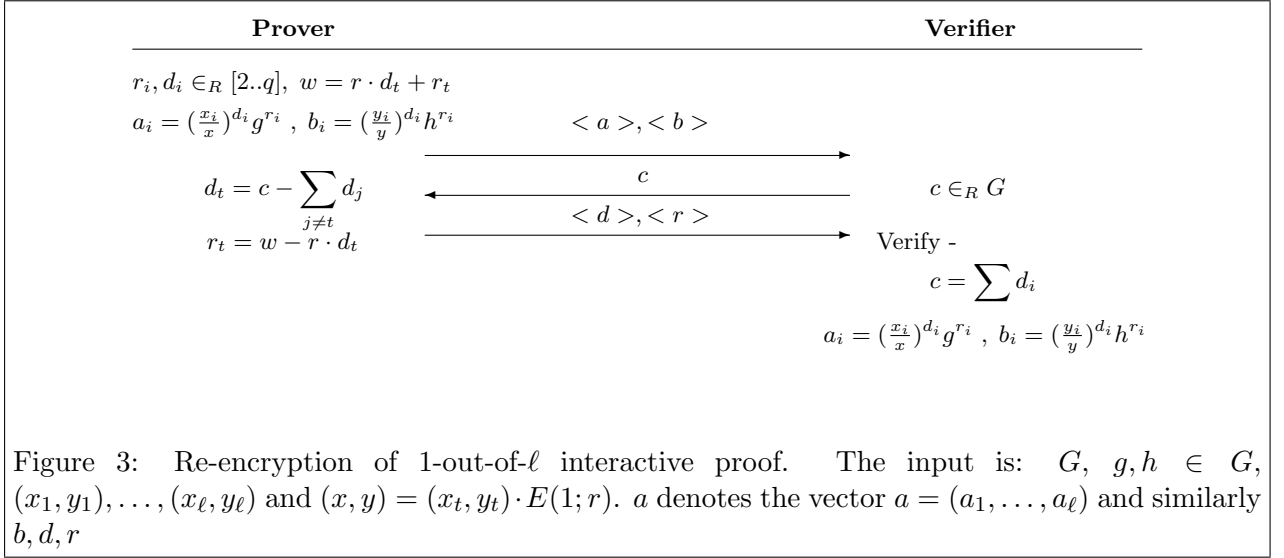 Prover Verifier
r_i, d_i ∈_R [2..q], w = r · d_t + r_t
a_i = (x_i/x)^{d_i} g^{r_i} , b_i = (y_i/y)^{d_i} h^{r_i} < a >, < b >
d_t = c − ∑_{j≠t} d_j c c ∈_R G
< d >, < r >
r_t = w − r · d_t Verify -
c = ∑ d_i
a_i = (x_i/x)^{d_i} g^{r_i} , b_i = (y_i/y)^{d_i} h^{r_i}
Figure 3: Re-encryption of 1-out-of-ℓ interactive proof. The input is: G, g, h ∈ G,
(x_1, y_1), . . . , (x_ℓ, y_ℓ) and (x, y) = (x_t, y_t) · E(1; r). a denotes the vector a = (a_1, . . . , a_ℓ) and similarly
b, d, r